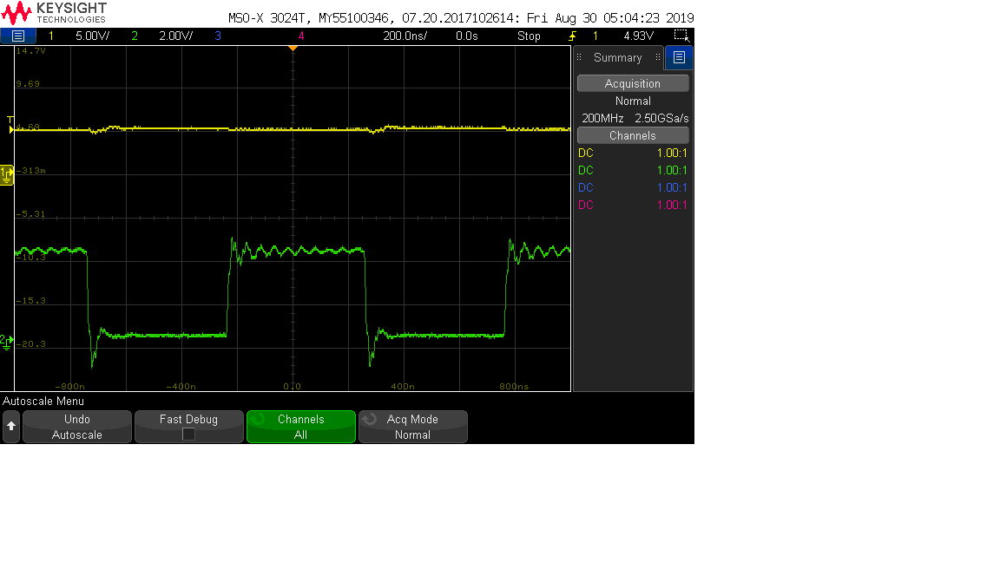 KEYSIGHT
TECHNOLOGIES
MSO-X 3024T, MY55100346, 07.20.2017102614: Fri Aug 30 05:04:23 2019
1 5.00V/ 2 2.00V/ 3 4 200.0ns/ 0.0s Stop 1 4.93V
14.7V
9.69
T
4.69
1
-313m
-5.31
-10.3
-15.3
2
-20.3
-800n -400n 0.0 400n 800ns
Summary
Acquisition
Normal
200MHz 2.50GSa/s
Channels
DC 1.00:1
DC 1.00:1
DC 1.00:1
DC 1.00:1
Autoscale Menu
Undo
Autoscale
Fast Debug
Channels
All
Acq Mode
Normal